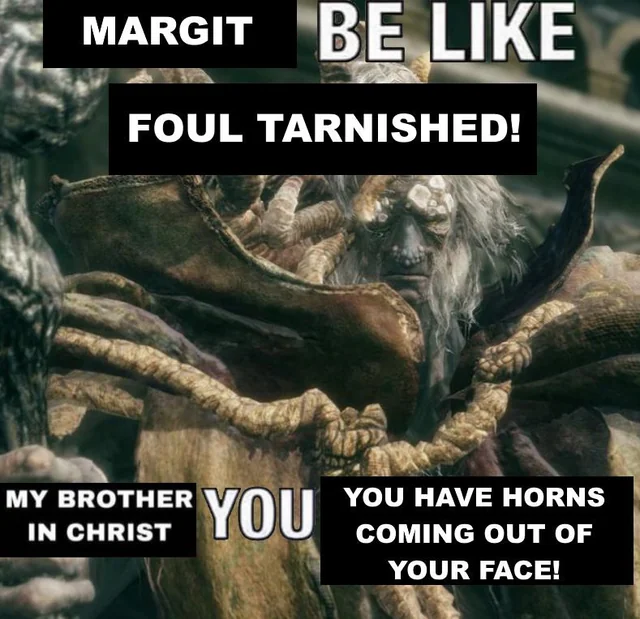 MARGIT BE LIKE
FOUL TARNISHED!
MY BROTHER
IN CHRIST
YOU
YOU HAVE HORNS
COMING OUT OF
YOUR FACE!